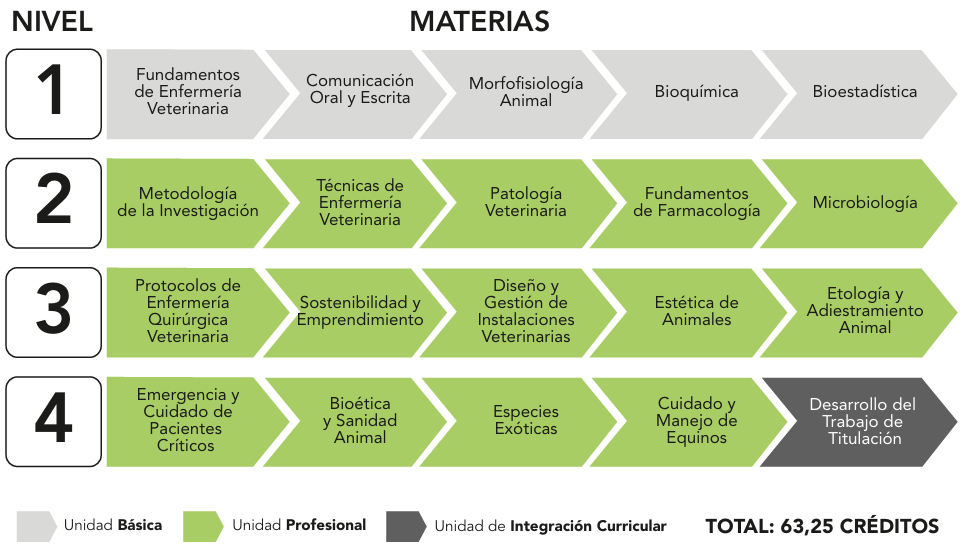 NIVEL
MATERIAS
1
Fundamentos
de Enfermería
Veterinaria
Comunicación
Oral y Escrita
Morfofisiología
Animal
Bioquímica
Bioestadística
2
Metodología
de la Investigación
Técnicas de
Enfermería
Veterinaria
Patología
Veterinaria
Fundamentos
de Farmacología
Microbiología
3
Protocolos de
Enfermería
Quirúrgica
Veterinaria
Sostenibilidad y
Emprendimiento
Diseño y
Gestión de
Instalaciones
Veterinarias
Estética de
Animales
Etología y
Adiestramiento
Animal
4
Emergencia y
Cuidado de
Pacientes
Críticos
Bioética
y Sanidad
Animal
Especies
Exóticas
Cuidado y
Manejo de
Equinos
Desarrollo del
Trabajo de
Titulación
Unidad Básica
Unidad Profesional
Unidad de Integración Curricular
TOTAL: 63,25 CRÉDITOS